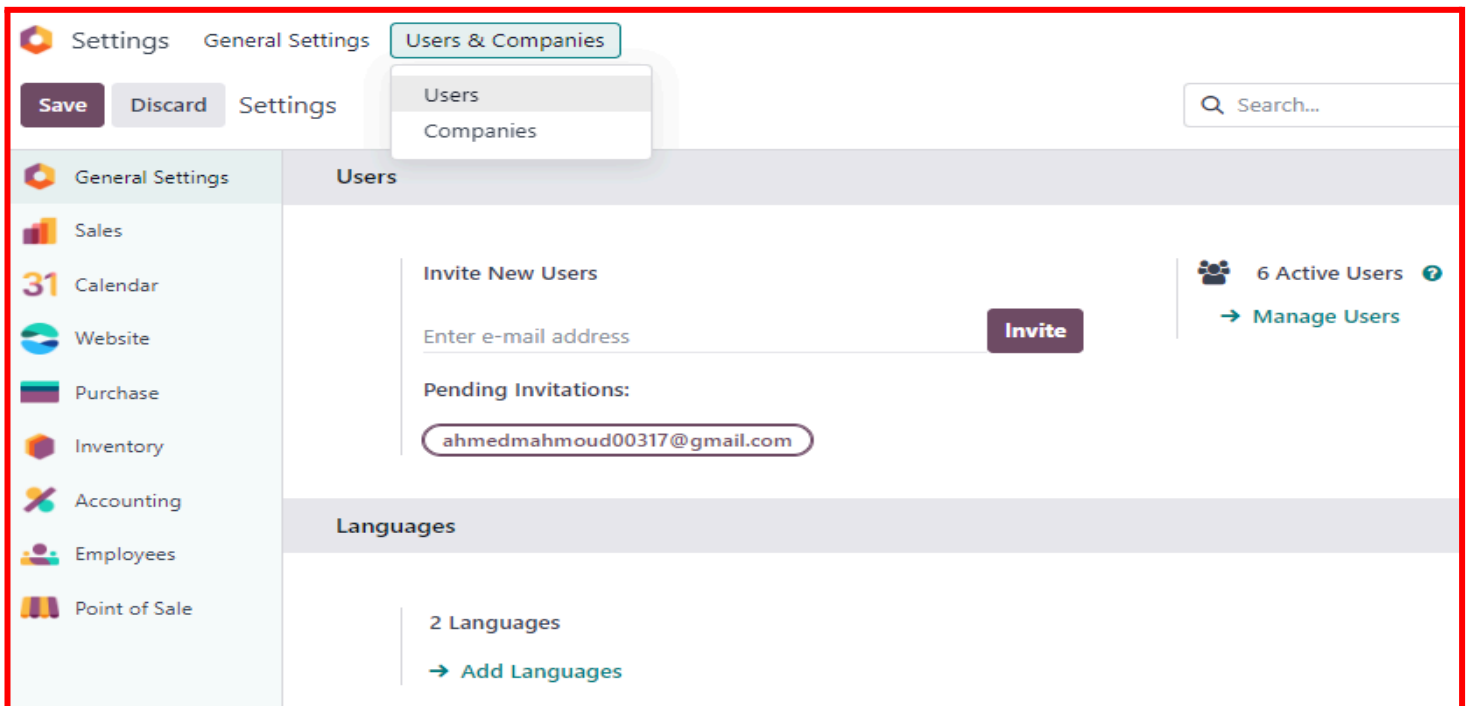 Settings General Settings Users & Companies
Save Discard Settings
Users
Companies
Search...
General Settings
Sales
31 Calendar
Website
Purchase
Inventory
Accounting
Employees
Point of Sale
Users
Invite New Users
Enter e-mail address
Invite
Pending Invitations:
ahmedmahmoud00317@gmail.com
6 Active Users ?
→ Manage Users
Languages
2 Languages
→ Add Languages